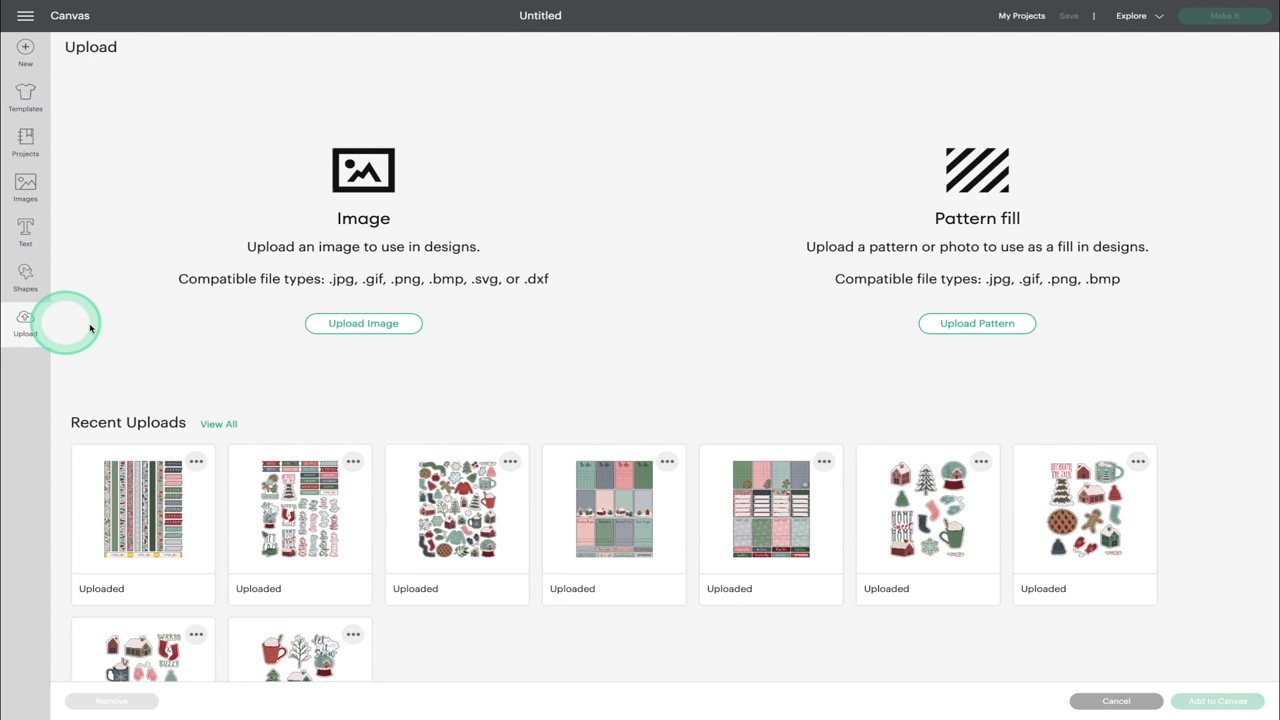 Canvas
Untitled
My Projects
Save
|
Explore
Make It
New
Templates
Projects
Images
Text
Shapes
Upload
Upload
Image
Upload an image to use in designs.
Compatible file types: .jpg, .gif, .png, .bmp, .svg, or .dxf
Upload Image
Pattern fill
Upload a pattern or photo to use as a fill in designs.
Compatible file types: .jpg, .gif, .png, .bmp
Upload Pattern
Recent Uploads View All
HOME
HOME
Uploaded
Uploaded
Uploaded
Uploaded
Uploaded
Uploaded
Uploaded
Remove
Cancel
Add to Canvas